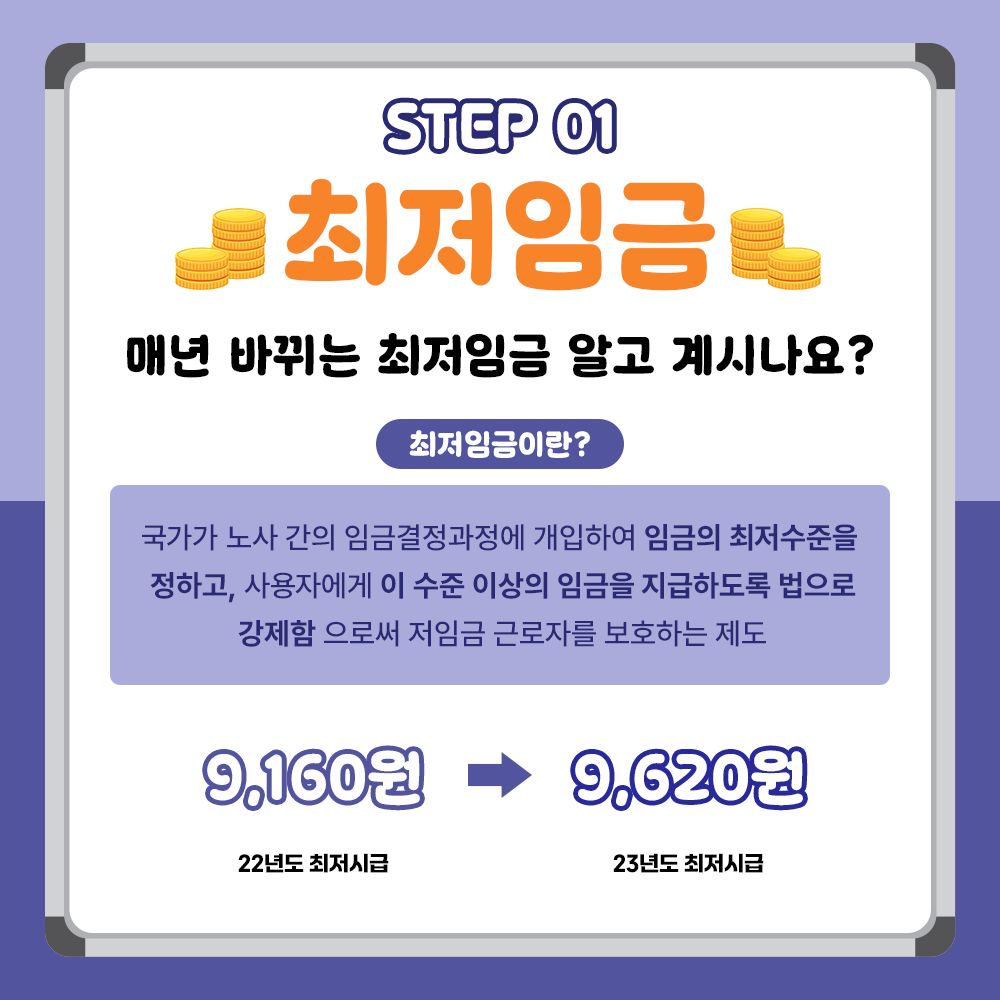 STEP 01
최저임금
매년 바뀌는 최저임금 알고 계시나요?
최저임금이란?
국가가 노사 간의 임금결정과정에 개입하여 임금의 최저수준을
정하고, 사용자에게 이 수준 이상의 임금을 지급하도록 법으로
강제함 으로써 저임금 근로자를 보호하는 제도
9,160원
9,620원
22년도 최저시급
23년도 최저시급